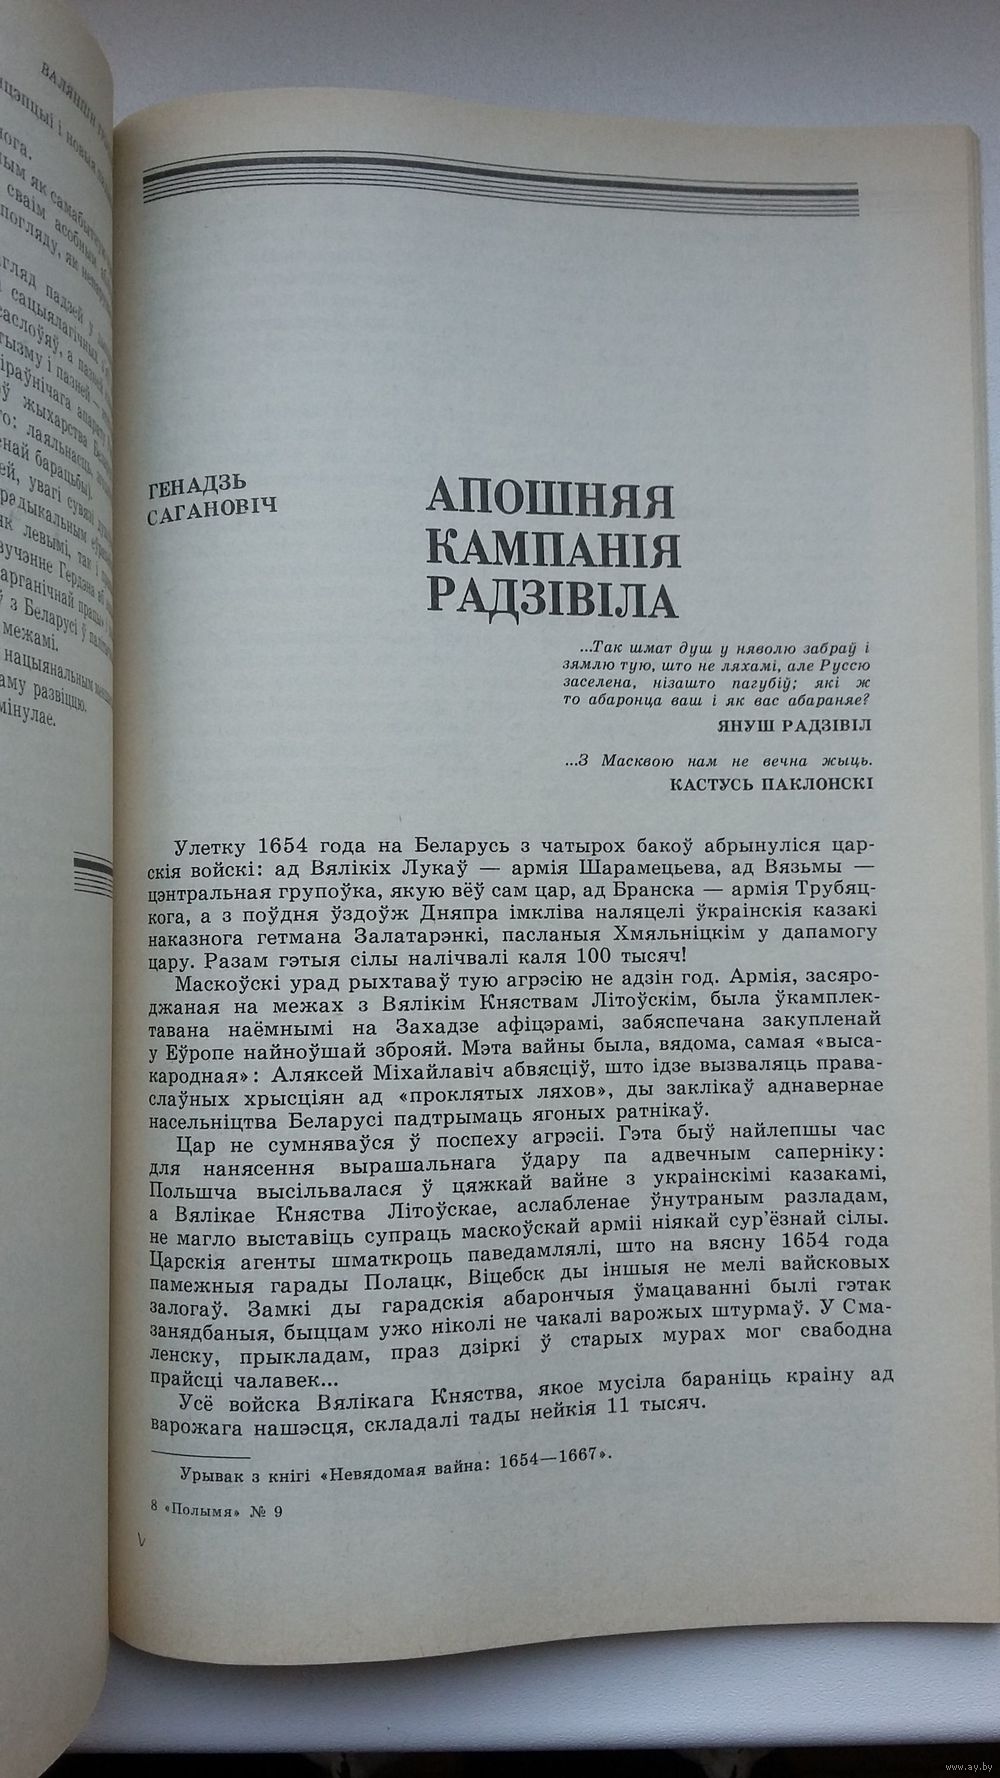 ГЕНАДЗЬ
САГАНОВІЧ
АПОШНЯЯ
КАМПАНІЯ
РАДЗІВІЛА
...Так шмат душ у няволю забраў і
зямлю тую, што не ляхамі, але Руссю
заселена, нізашто пагубіў; які ж
то абаронца ваш і як вас абараняе?
ЯНУШ РАДЗІВІЛ
...З Масквою нам не вечна жыць.
КАСТУСЬ ПАКЛОНСКІ
Улетку 1654 года на Беларусь з чатырох бакоў абрынуліся цар-
скія войскі: ад Вялікіх Лукаў — армія Шарамецьева, ад Вязьмы —
цэнтральная групоўка, якую вёў сам цар, ад Бранска — армія Трубяц-
кога, а з поўдня ўздоўж Дняпра імкліва наляцелі ўкраінскія казакі
наказнога гетмана Залатарэнкі, пасланыя Хмяльніцкім у дапамогу
цару. Разам гэтыя сілы налічвалі каля 100 тысяч!
Маскоўскі урад рыхтаваў тую агрэсію не адзін год. Армія, засяро-
джаная на межах з Вялікім Княствам Літоўскім, была ўкамплек-
тавана наёмнымі на Захадзе афіцэрамі, забяспечана закупленай
у Еўропе найноўшай зброяй. Мэта вайны была, вядома, самая «выса-
кародная»: Аляксей Міхайлавіч абвясціў, што ідзе вызваляць права-
слаўных хрысціян ад «проклятых ляхов», ды заклікаў аднавернае
насельніцтва Беларусі падтрымаць ягоных ратнікаў.
Цар не сумняваўся ў поспеху агрэсіі. Гэта быў найлепшы час
для нанясення вырашальнага ўдару па адвечным саперніку:
Польшча высільвалася ў цяжкай вайне з украінскімі казакамі,
а Вялікае Княства Літоўскае, аслабленае ўнутраным разладам,
не магло выставіць супраць маскоўскай арміі ніякай сур'ёзнай сілы.
Царскія агенты шматкроць паведамлялі, што на вясну 1654 года
памежныя гарады Полацк, Віцебск ды іншыя не мелі вайсковых
залогаў. Замкі ды гарадскія абарончыя ўмацаванні былі гэтак
занядбаныя, быццам ужо ніколі не чакалі варожых штурмаў. У Сма-
ленску, прыкладам, праз дзіркі ў старых мурах мог свабодна
прайсці чалавек...
Усё войска Вялікага Княства, якое мусіла бараніць краіну ад
варожага нашэсця, складалі тады нейкія 11 тысяч.
Урывак з кнігі «Невядомая вайна: 1654—1667».
8 «Полымя» № 9
www.ay.by